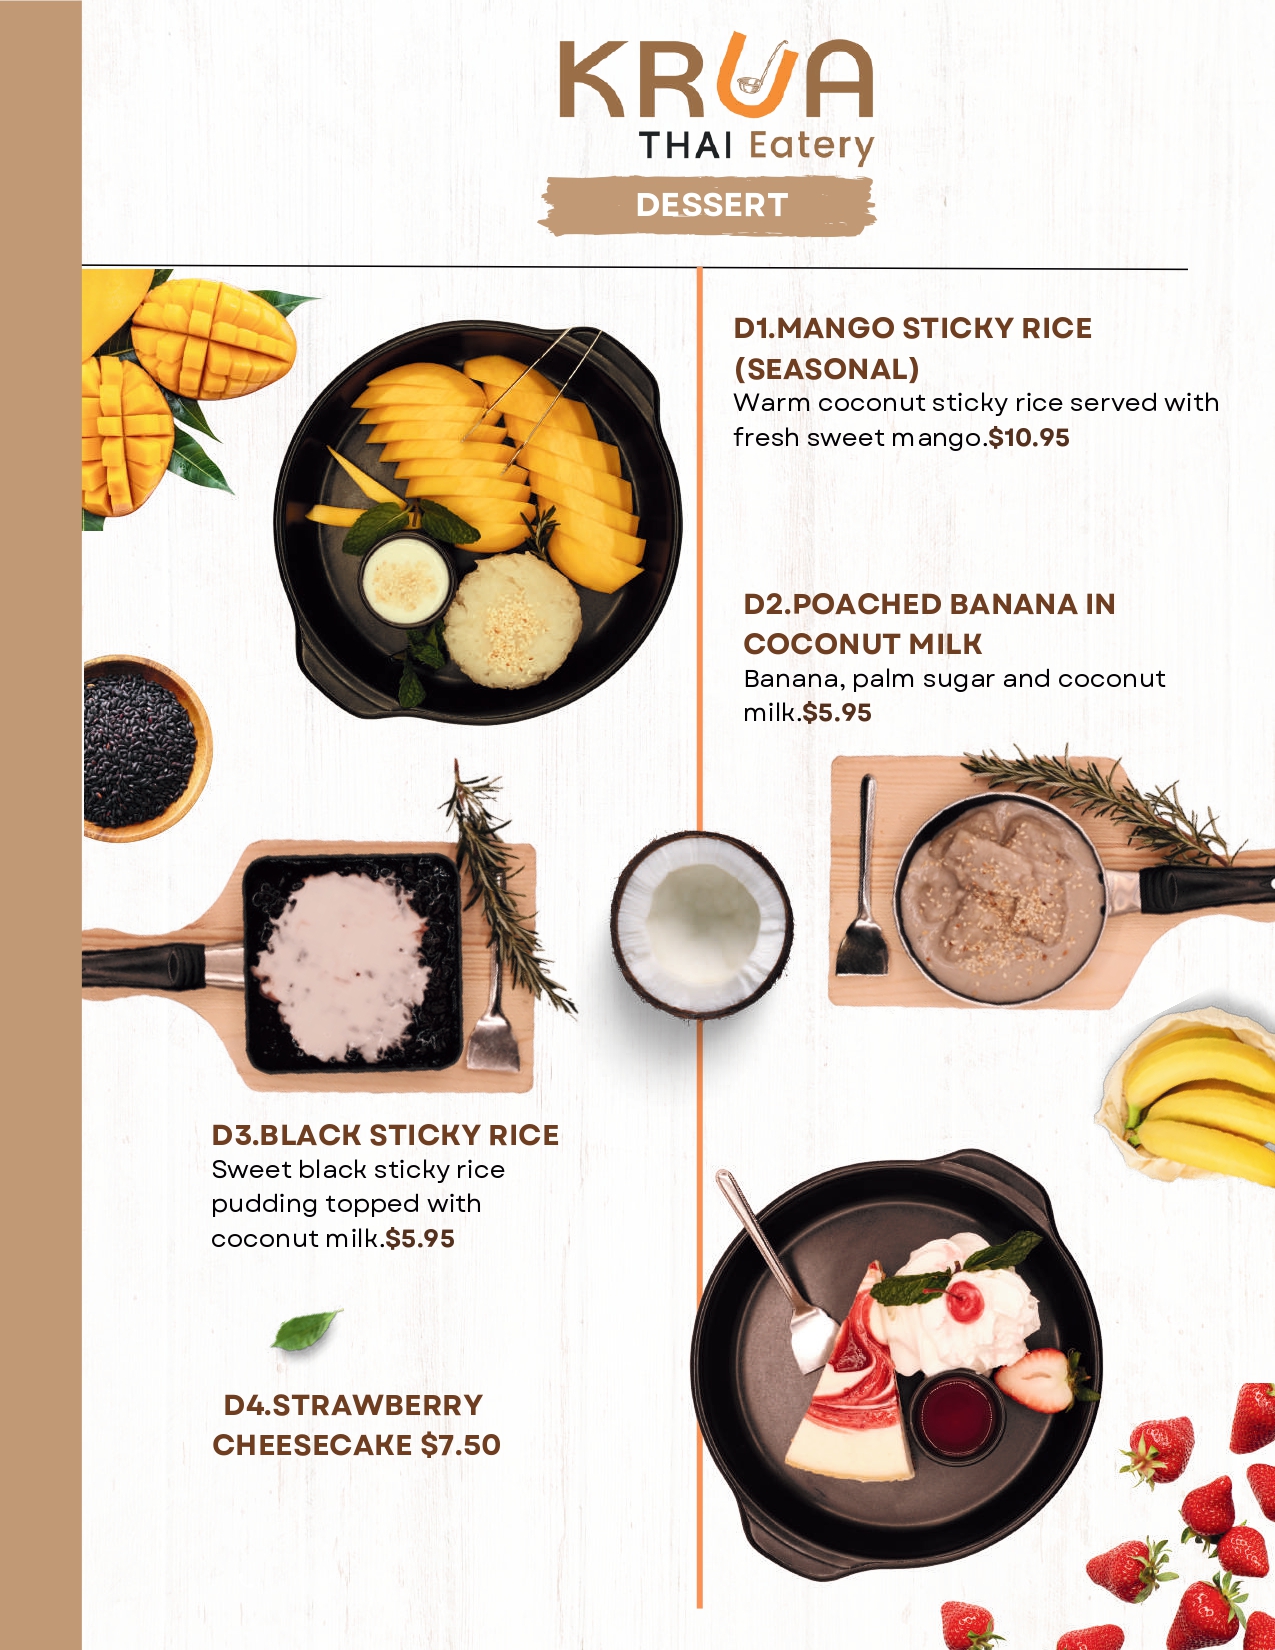 KRUA
THAI Eatery
DESSERT
D1.MANGO STICKY RICE
(SEASONAL)
Warm coconut sticky rice served with
fresh sweet mango.$10.95
D2.POACHED BANANA IN
COCONUT MILK
Banana, palm sugar and coconut
milk.$5.95
D3.BLACK STICKY RICE
Sweet black sticky rice
pudding topped with
coconut milk.$5.95
D4.STRAWBERRY
CHEESECAKE $7.50